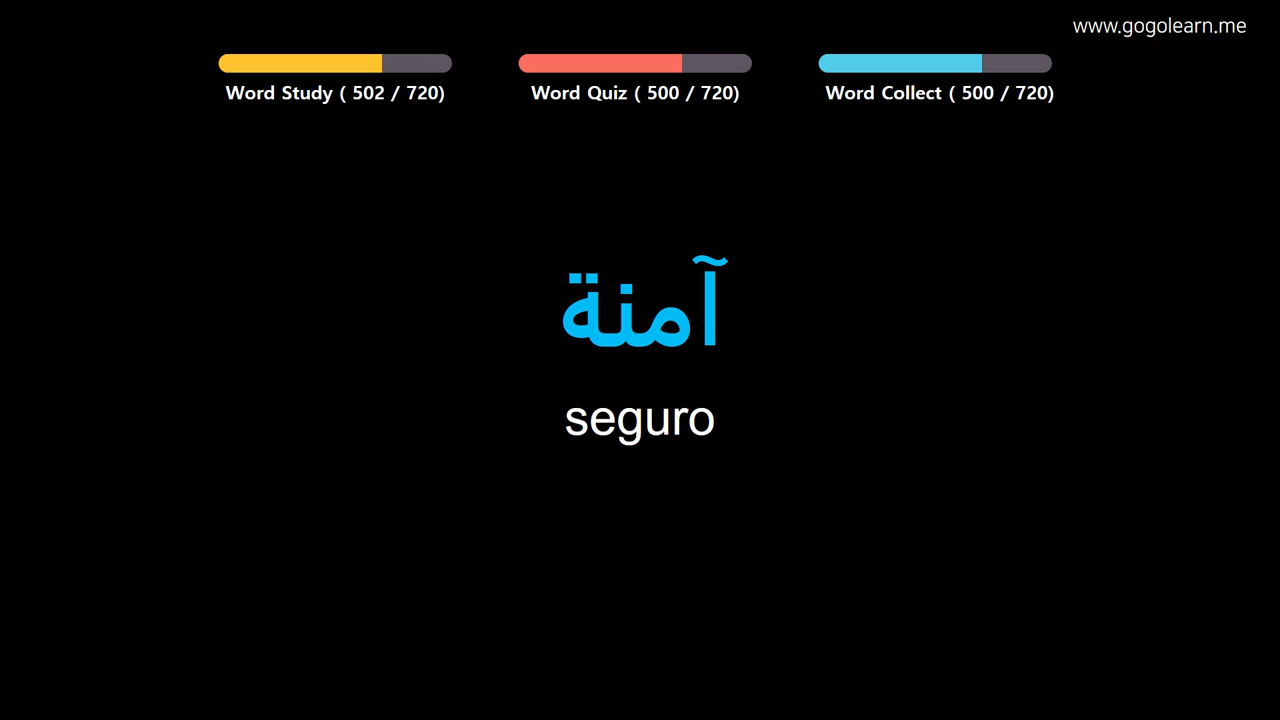 www.gogolearn.me
Word Study ( 502 / 720)
Word Quiz ( 500 / 720)
Word Collect ( 500 / 720)
آمنة
seguro